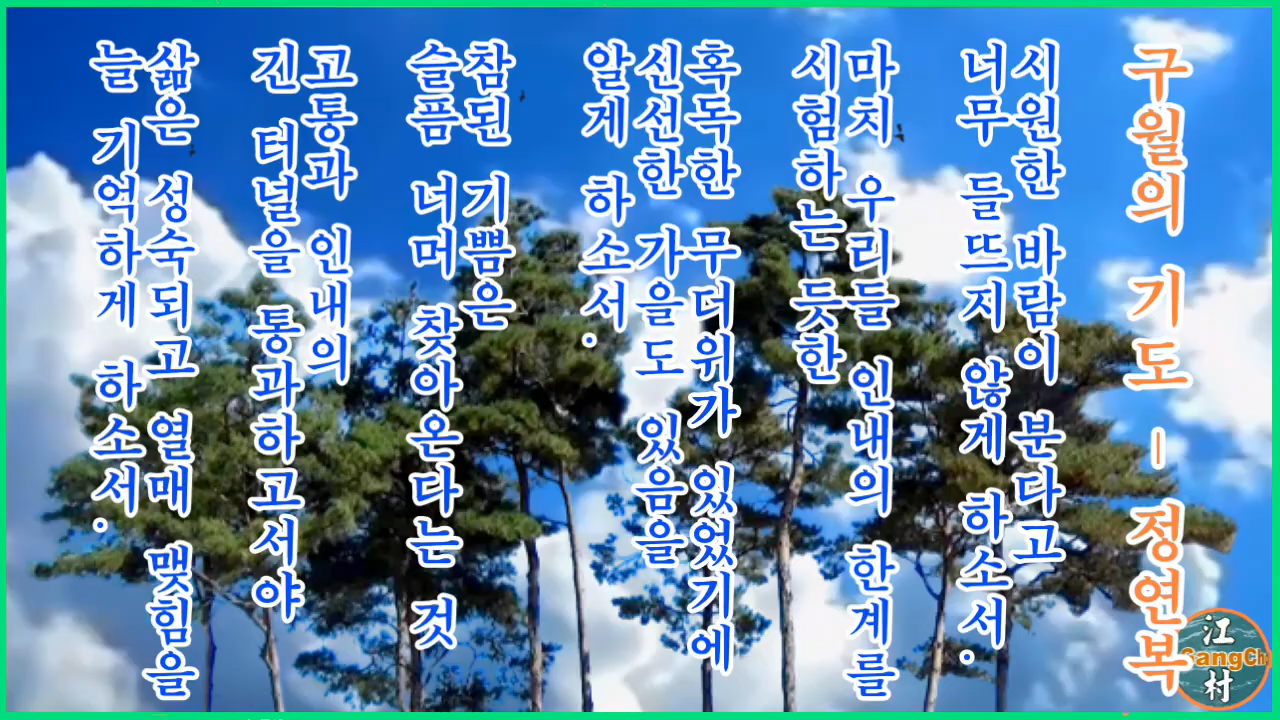 구월의 기도 - 정연복
시원한 바람이 분다고
너무 들뜨지 않게 하소서.
마치 우리들 인내의 한계를
시험하는 듯한
혹독한 무더위가 있었기에
선선한 가을도 있음을
알게 하소서.
참된 기쁨은
슬픔 너머 찾아온다는 것
고통과 인내의
긴 터널을 통과하고서야
삶은 성숙되고 열매 맺힘을
늘 기억하게 하소서.
江
GangCh
村